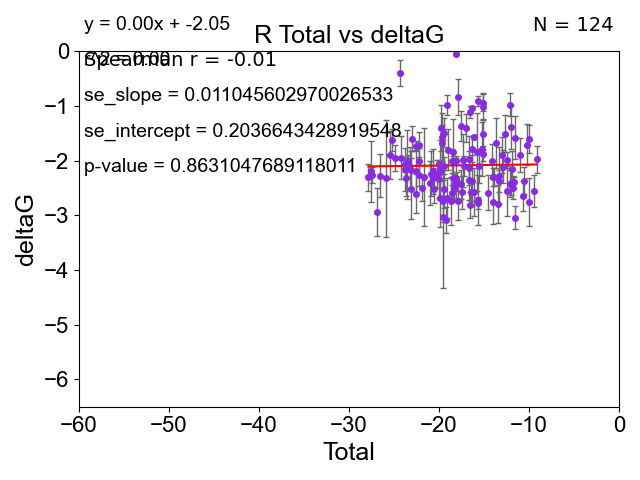 y = 0.00x + -2.05
N = 124
R Total vs deltaG
Spearman r = -0.01
se_slope = 0.011045602970026533
se_intercept = 0.2036643428919548
p-value = 0.8631047689118011
deltaG
0
−1
−2
−3
−4
−5
−6
−60
−50
−40
−30
−20
−10
0
Total